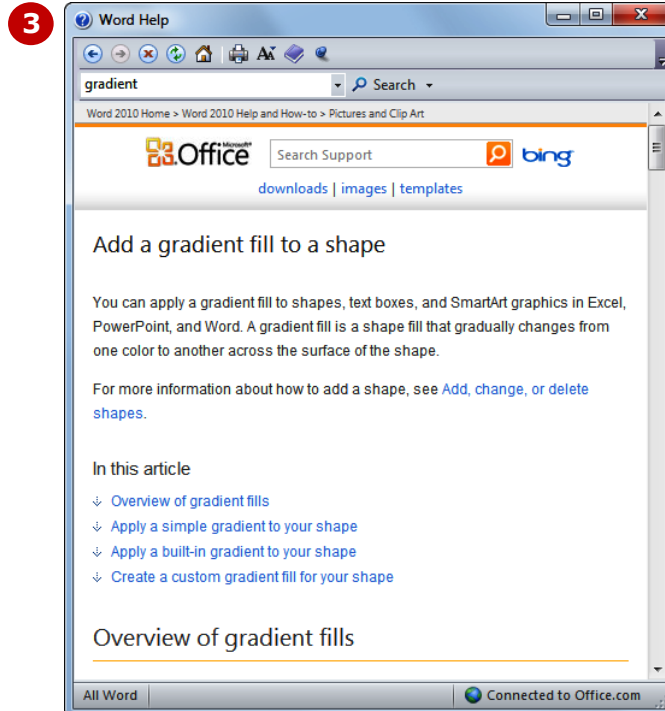 3
Word Help
gradient
Search
Word 2010 Home > Word 2010 Help and How-to > Pictures and Clip Art
Microsoft
Office
Search Support
bing
downloads | images | templates
Add a gradient fill to a shape
You can apply a gradient fill to shapes, text boxes, and SmartArt graphics in Excel,
PowerPoint, and Word. A gradient fill is a shape fill that gradually changes from
one color to another across the surface of the shape.
For more information about how to add a shape, see Add, change, or delete
shapes.
In this article
Overview of gradient fills
Apply a simple gradient to your shape
Apply a built-in gradient to your shape
Create a custom gradient fill for your shape
Overview of gradient fills
All Word
Connected to Office.com